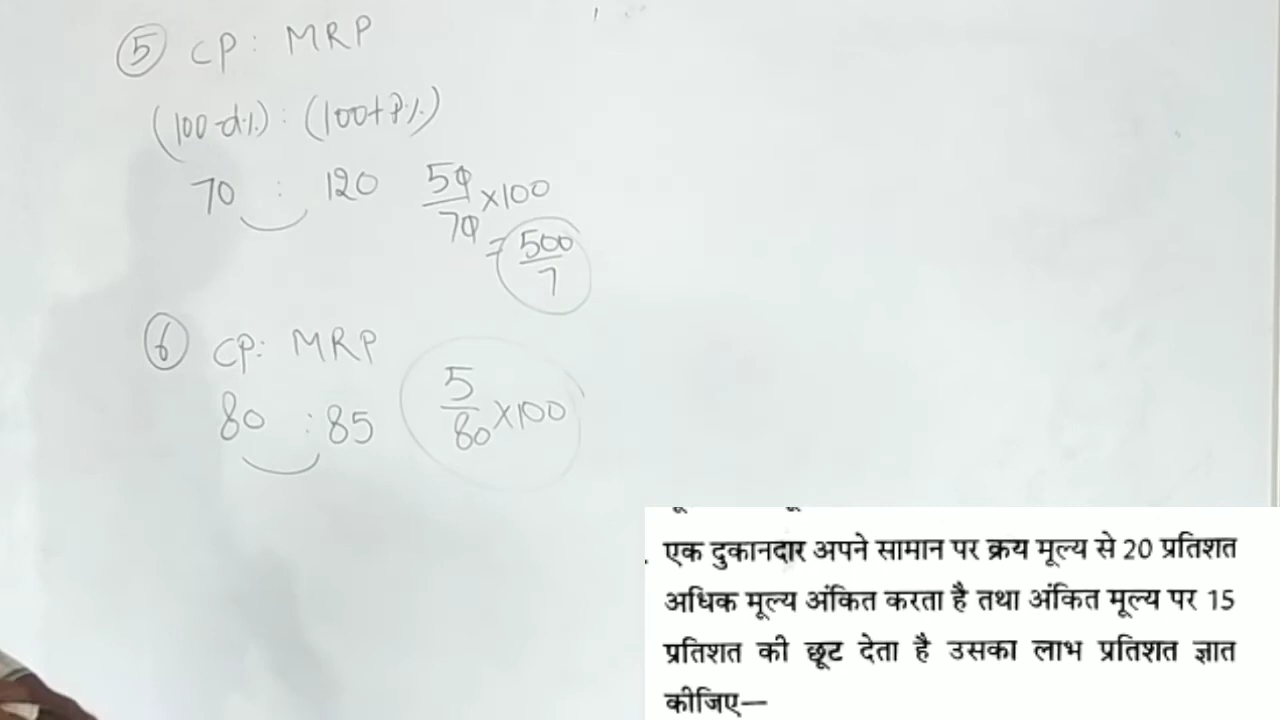 ⑤ CP : MRP
(100-d%) : (100+P%)
70 : 120 50/70 ×100
= 500/7
⑥ CP: MRP
80 : 85 5/80 ×100
एक दुकानदार अपने सामान पर क्रय मूल्य से 20 प्रतिशत
अधिक मूल्य अंकित करता है तथा अंकित मूल्य पर 15
प्रतिशत की छूट देता है उसका लाभ प्रतिशत ज्ञात
कीजिए—